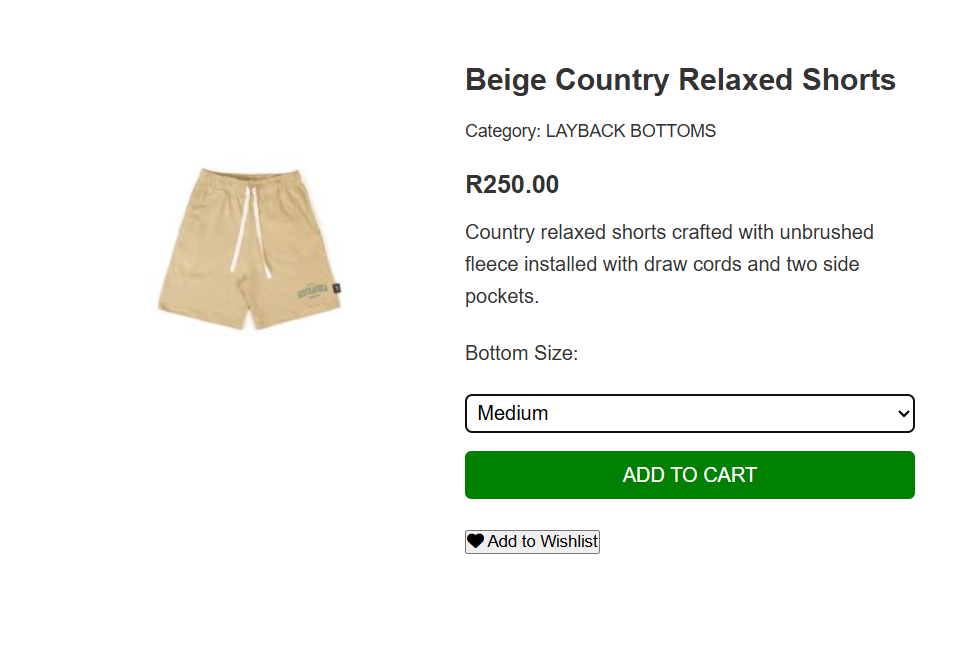 Beige Country Relaxed Shorts
Category: LAYBACK BOTTOMS
R250.00
Country relaxed shorts crafted with unbrushed
fleece installed with draw cords and two side
pockets.
Bottom Size:
Medium
ADD TO CART
Add to Wishlist